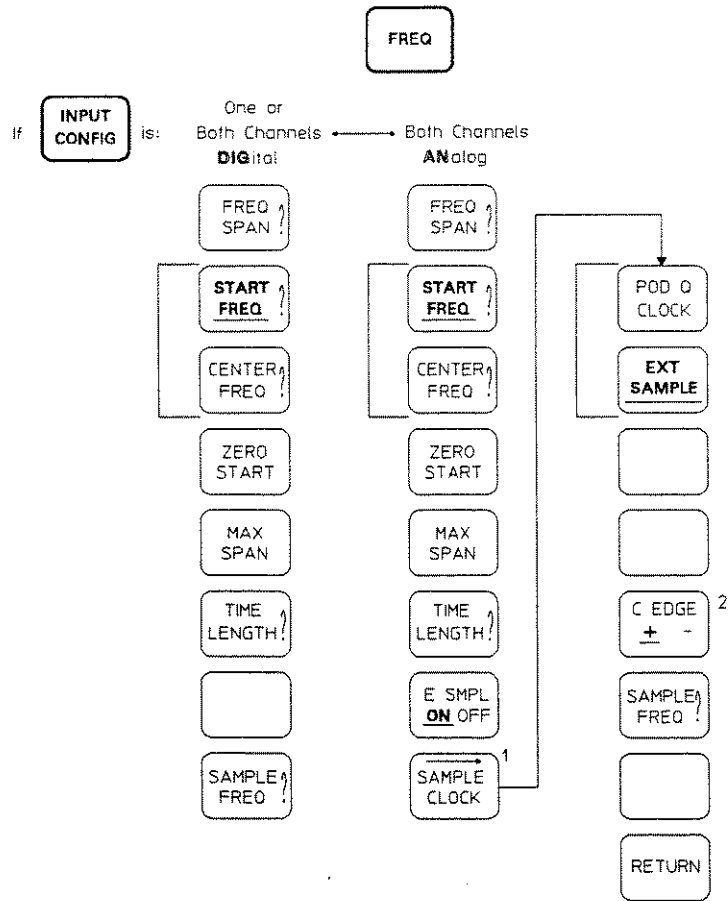 FREQ
If
INPUT
CONFIG
is:
One or
Both Channels
DIGital
Both Channels
ANalog
FREQ
SPAN ?
START
FREQ ?
CENTER
FREQ ?
ZERO
START
MAX
SPAN
TIME
LENGTH ?
SAMPLE
FREQ ?
FREQ
SPAN ?
START
FREQ ?
CENTER
FREQ ?
ZERO
START
MAX
SPAN
TIME
LENGTH ?
E SMPL
ON OFF
SAMPLE
CLOCK
1
POD Q
CLOCK
EXT
SAMPLE
C EDGE
+ -
2
SAMPLE
FREQ ?
RETURN